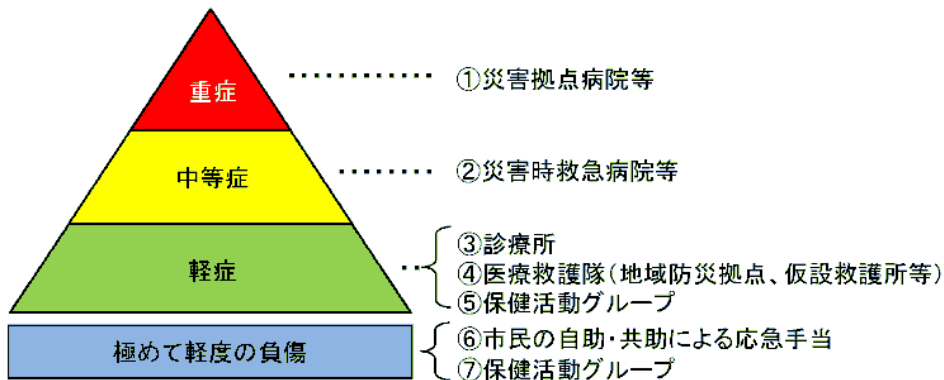 重症
①災害拠点病院等
中等症
②災害時救急病院等
軽症
③診療所
④医療救護隊（地域防災拠点、仮設救護所等）
⑤保健活動グループ
極めて軽度の負傷
⑥市民の自助・共助による応急手当
⑦保健活動グループ